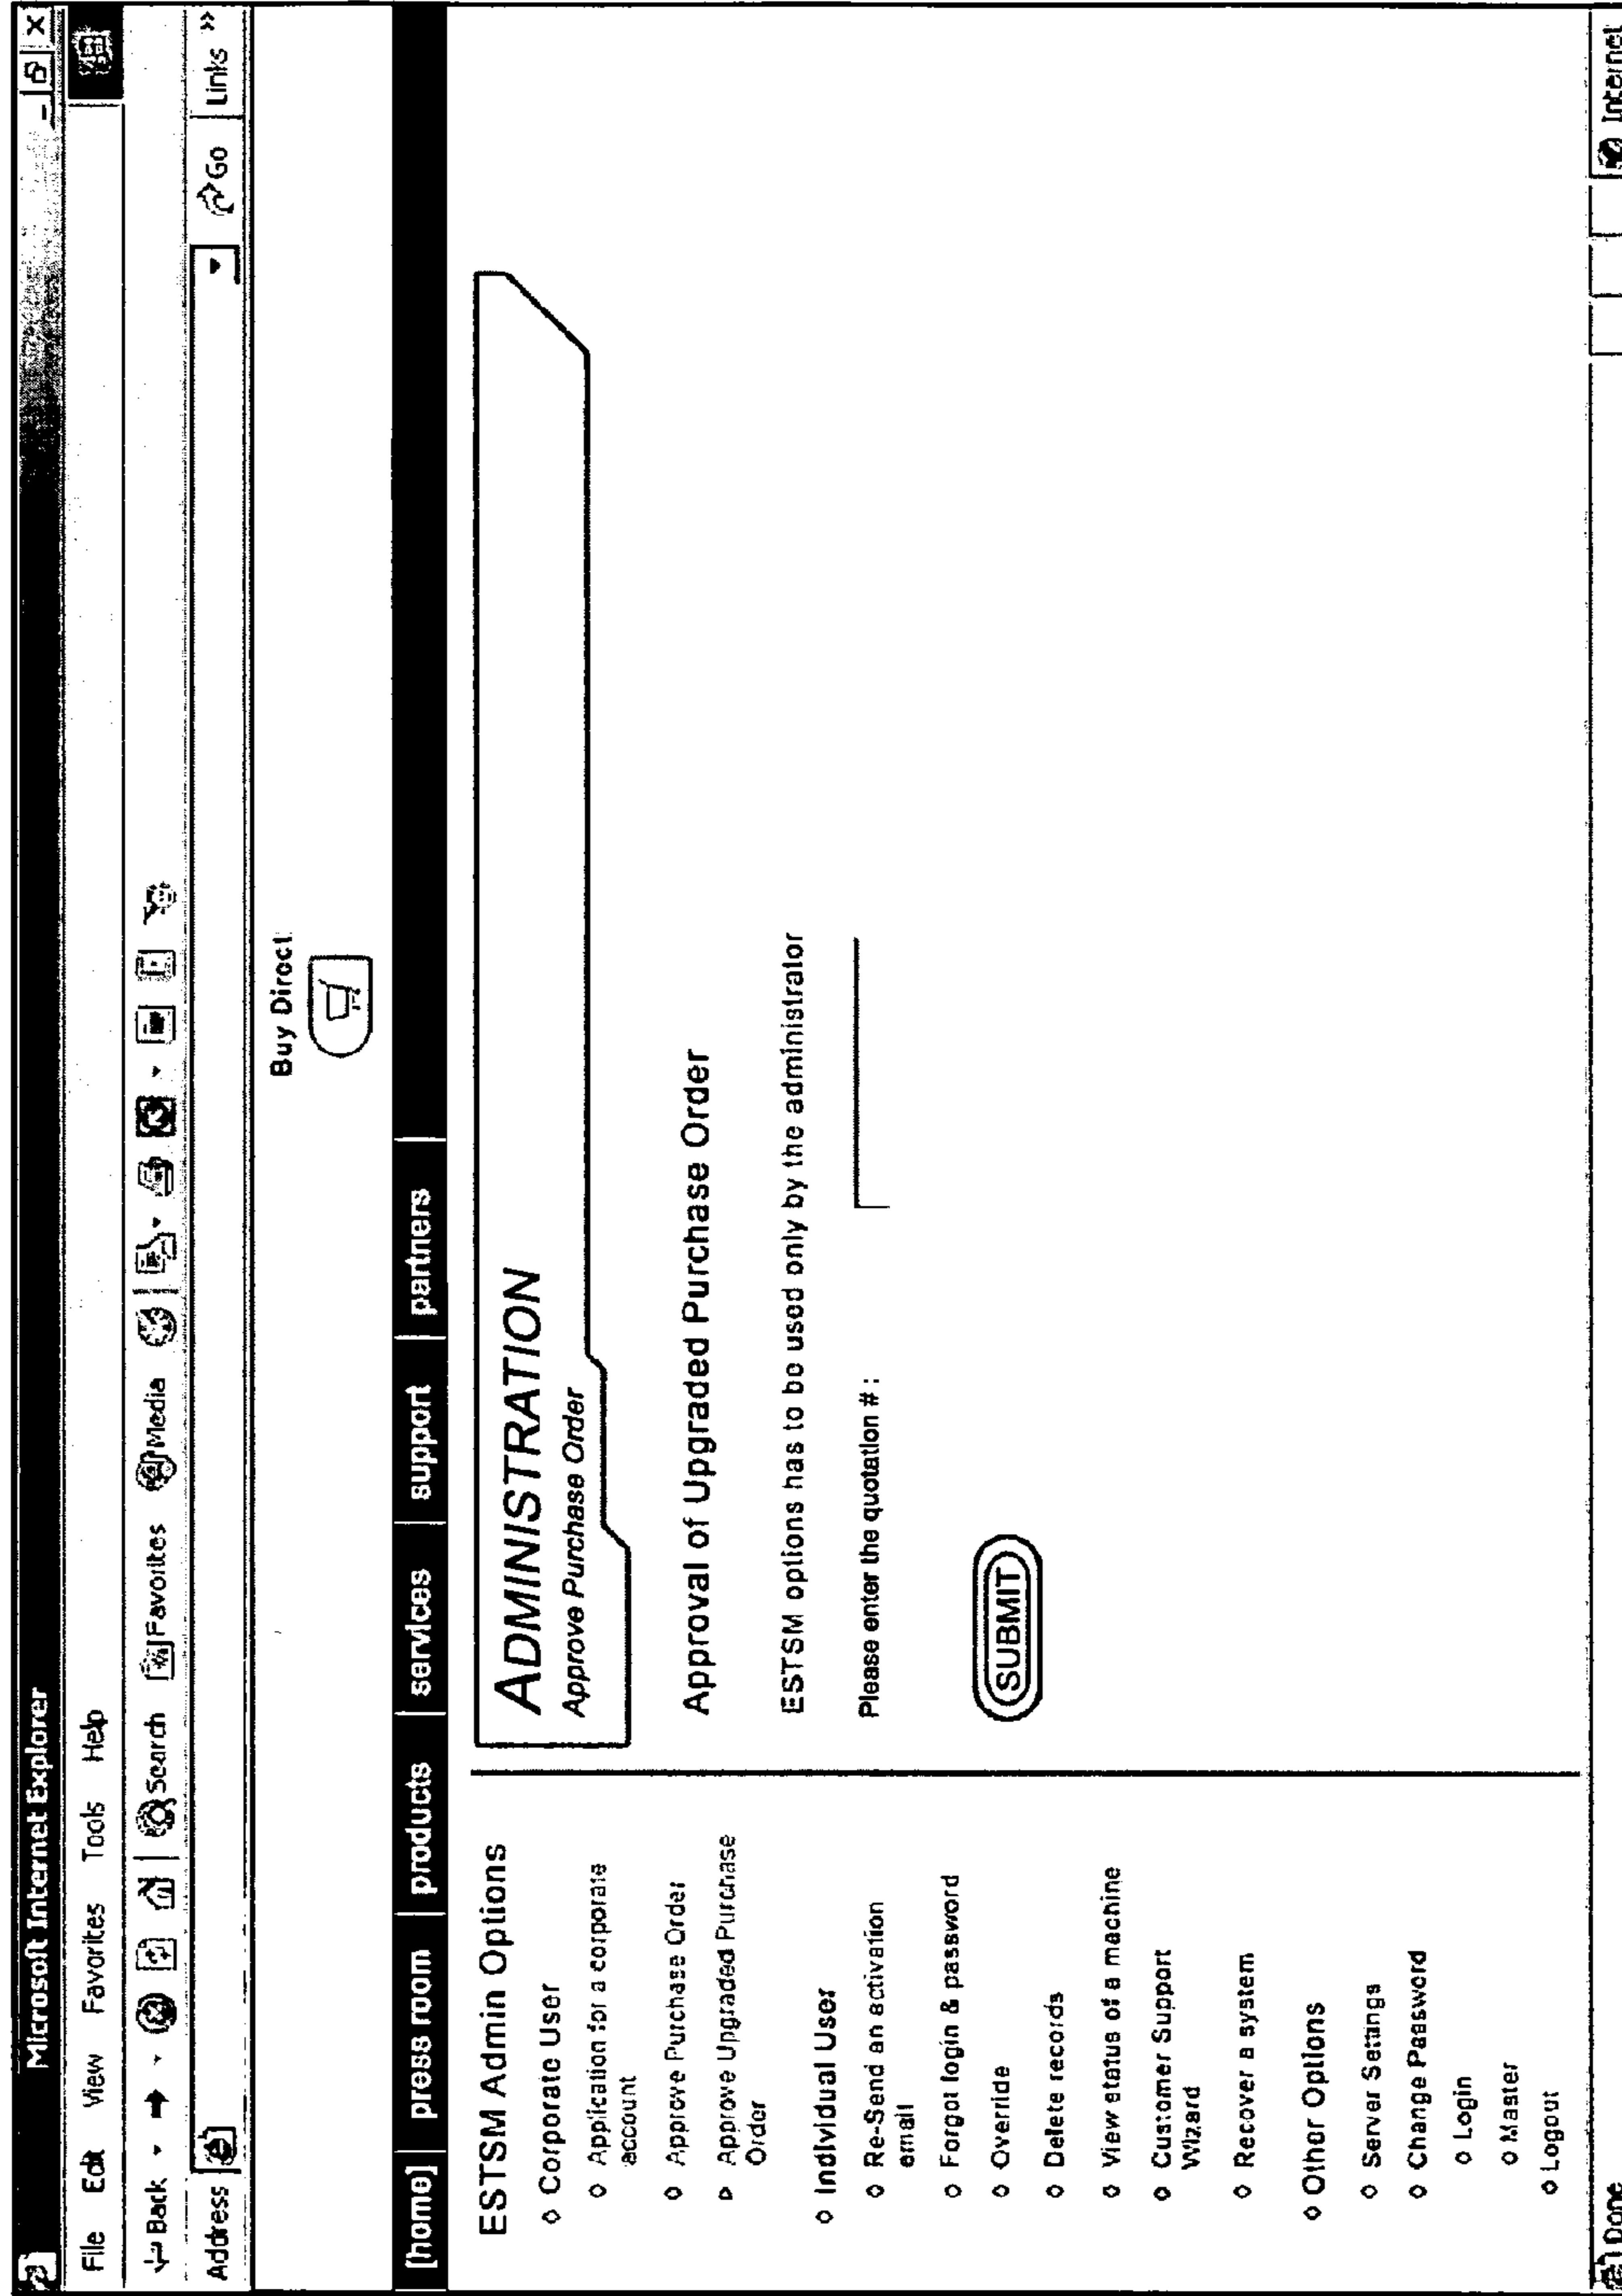 Microsoft Internet Explorer
File Edit View Favorites Tools Help
Back Search Favorites Media
Address Go Links »
Buy Direct
[home] press room products services support partners
ESTSM Admin Options
Corporate User
Application for a corporate
account
Approve Purchase Order
Approve Upgraded Purchase
Order
Individual User
Re-Send an activation
email
Forgot login & password
Override
Delete records
View status of a machine
Customer Support
Wizard
Recover a system
Other Options
Server Settings
Change Password
Login
Master
Logout
ADMINISTRATION
Approve Purchase Order
Approval of Upgraded Purchase Order
ESTSM options has to be used only by the administrator
Please enter the quotation # :
SUBMIT
Done Internet